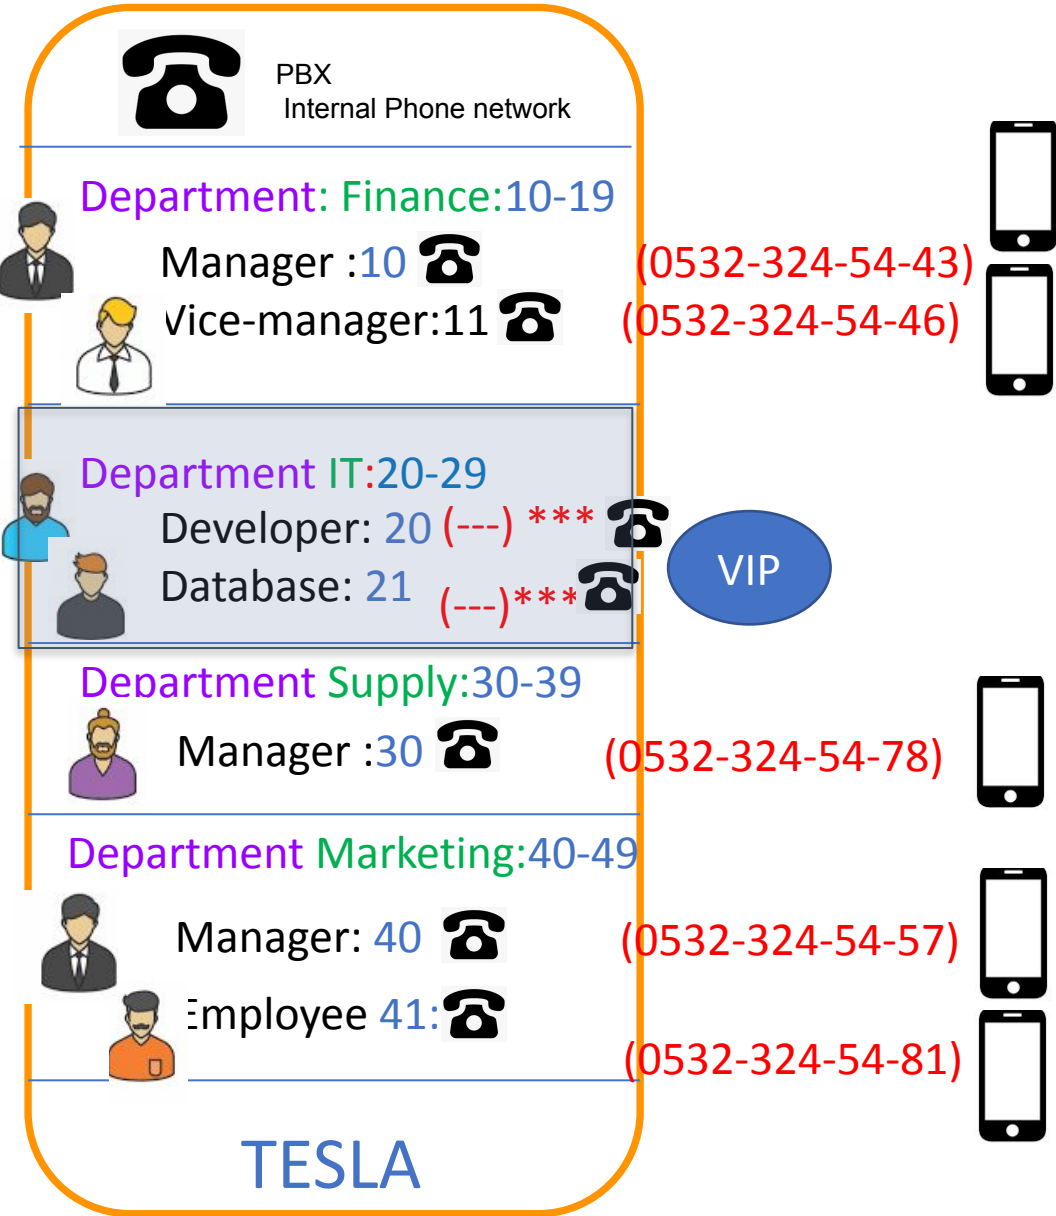 PBX
Internal Phone network
Department: Finance:10-19
Manager :10 (0532-324-54-43)
Vice-manager:11 (0532-324-54-46)
Department IT:20-29
Developer: 20 (---) ***
VIP
Database: 21 (---)***
Department Supply:30-39
Manager :30 (0532-324-54-78)
Department Marketing:40-49
Manager: 40 (0532-324-54-57)
Employee 41:
(0532-324-54-81)
TESLA